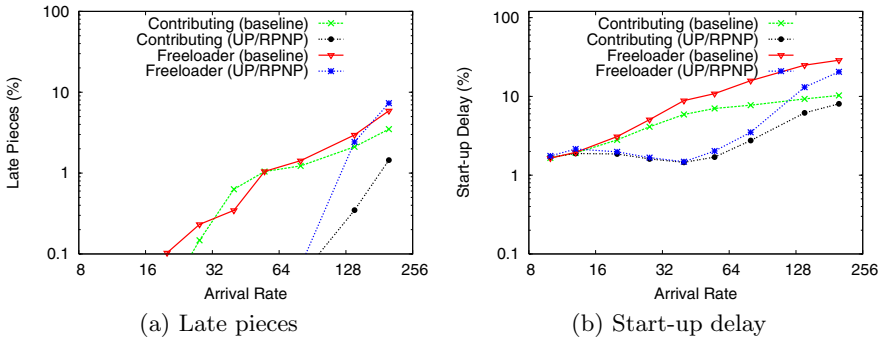 Contributing (baseline)
Contributing (UP/RPNP)
Freeloader (baseline)
Freeloader (UP/RPNP)
Late Pieces (%)
100
10
1
0.1
8 16 32 64 128 256
Arrival Rate
(a) Late pieces
Contributing (baseline)
Contributing (UP/RPNP)
Freeloader (baseline)
Freeloader (UP/RPNP)
Start-up Delay (%)
100
10
1
0.1
8 16 32 64 128 256
Arrival Rate
(b) Start-up delay